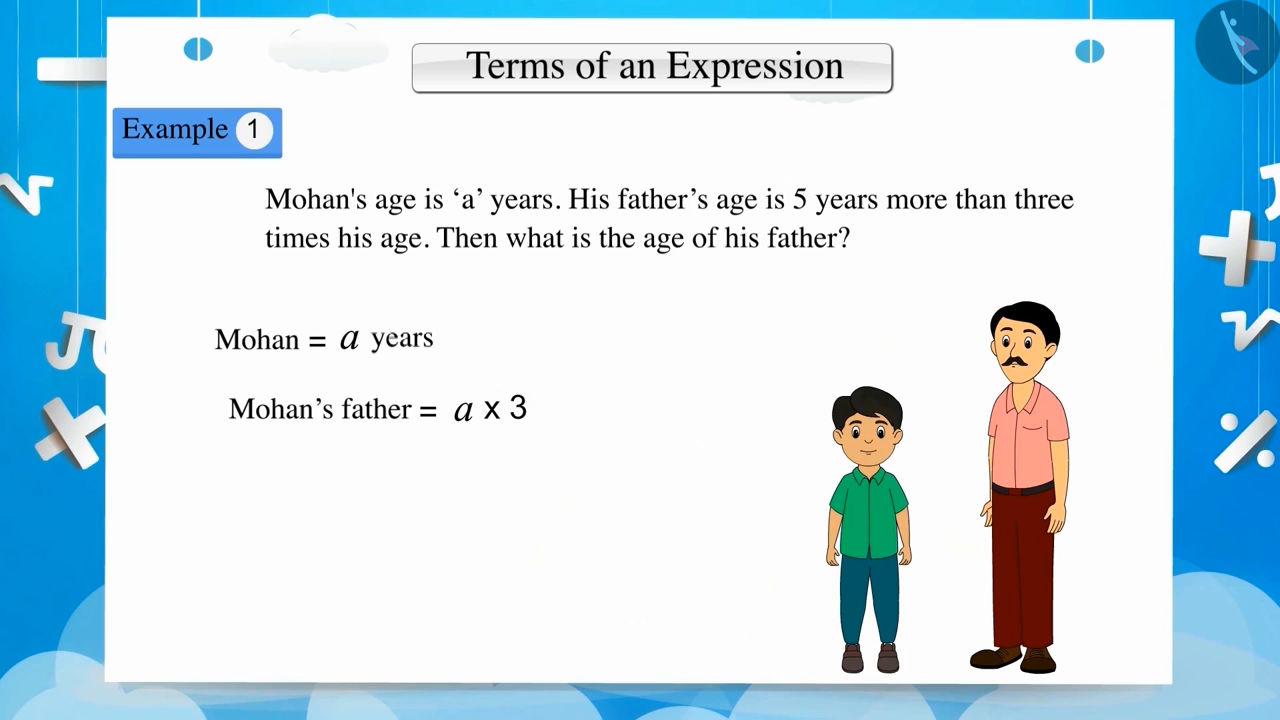 Terms of an Expression
Example 1
Mohan's age is ‘a’ years. His father’s age is 5 years more than three
times his age. Then what is the age of his father?
Mohan = a years
Mohan’s father = a x 3